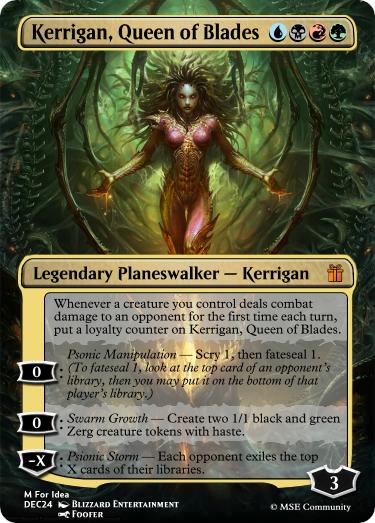 Kerrigan, Queen of Blades
Legendary Planeswalker — Kerrigan
Whenever a creature you control deals combat
damage to an opponent for the first time each turn,
put a loyalty counter on Kerrigan, Queen of Blades.
0: Psonic Manipulation — Scry 1, then fateseal 1.
(To fateseal 1, look at the top card of an opponent's
library, then you may put it on the bottom of that
player's library.)
0: Swarm Growth — Create two 1/1 black and green
Zerg creature tokens with haste.
-X: Psionic Storm — Each opponent exiles the top
X cards of their libraries.
3
M For Idea
DEC24 Blizzard Entertainment
Foofer
© MSE Community